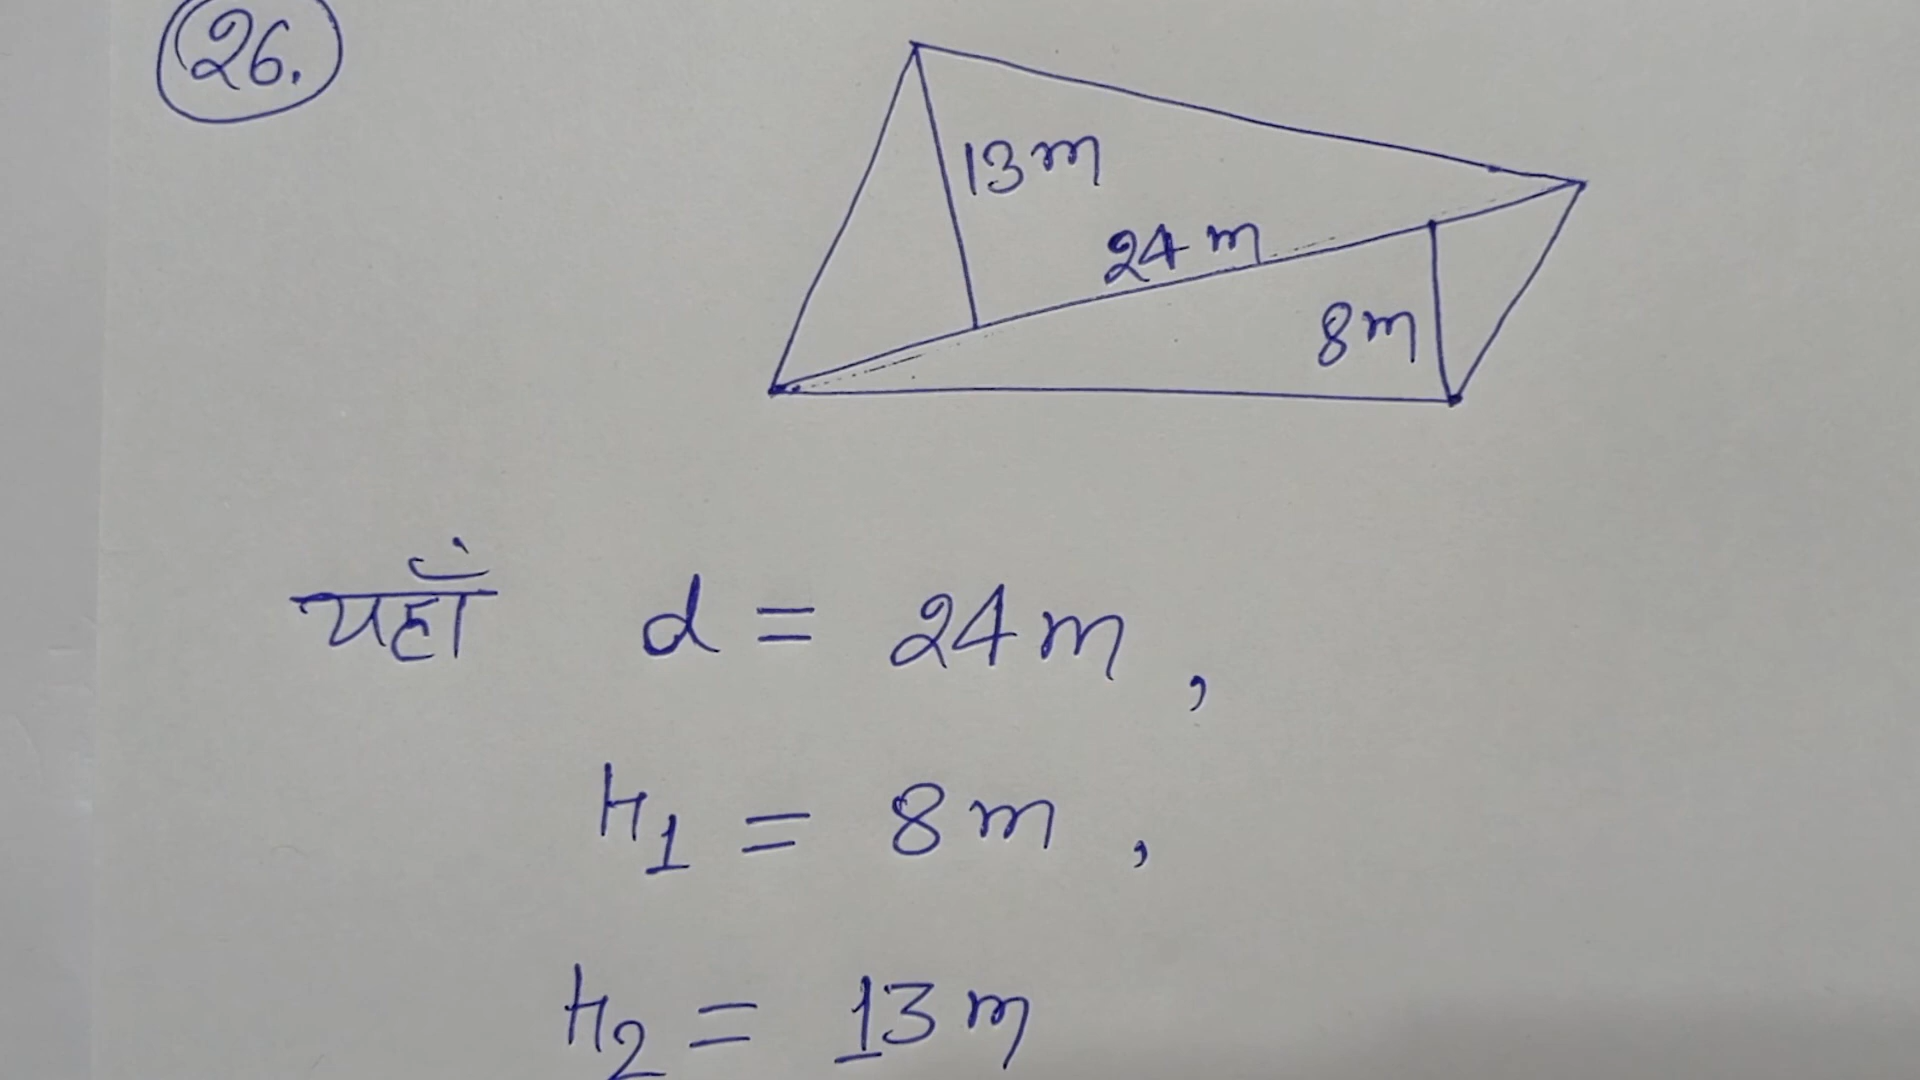 26.
13m
24 m
8m
यहाँ d = 24m,
H1 = 8m,
H2 = 13m